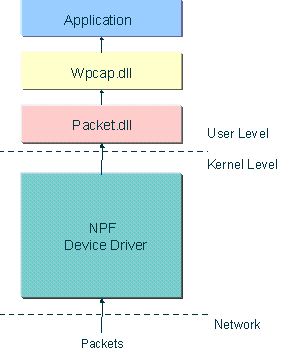 Application
Wpcap.dll
Packet.dll
User Level
Kernel Level
NPF
Device Driver
Network
Packets